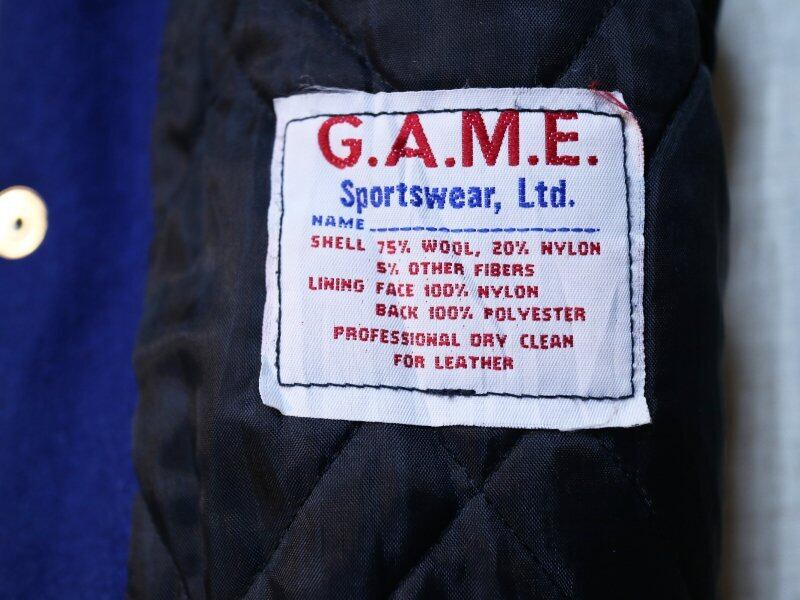 G.A.M.E.
Sportswear, Ltd.
NAME
SHELL 75% WOOL, 20% NYLON
5% OTHER FIBERS
LINING FACE 100% NYLON
BACK 100% POLYESTER
PROFESSIONAL DRY CLEAN
FOR LEATHER